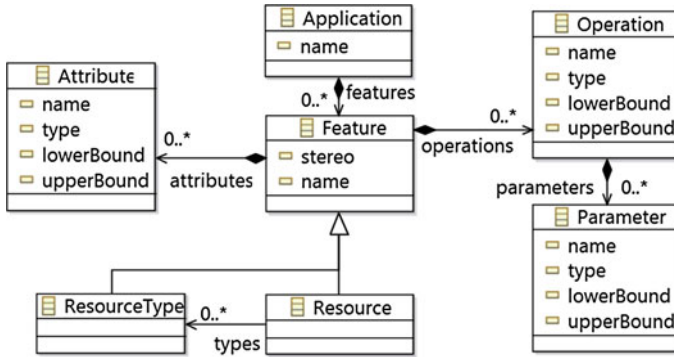 Application
name
Attribute
name
type
lowerBound
upperBound
Operation
name
type
lowerBound
upperBound
0..*
features
0..*
attributes
Feature
stereo
name
0..*
operations
parameters
0..*
Parameter
name
type
lowerBound
upperBound
ResourceType
0..*
types
Resource